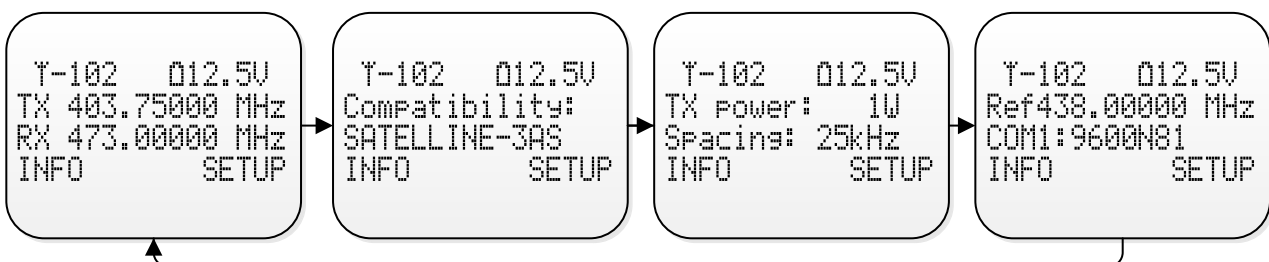 -102 12.5V
TX 403.75000 MHz
RX 473.00000 MHz
INFO SETUP
-102 12.5V
Compatibility:
SATELLINE-3AS
INFO SETUP
-102 12.5V
TX power: 1W
Spacing: 25kHz
INFO SETUP
-102 12.5V
Ref438.00000 MHz
COM1:9600N81
INFO SETUP